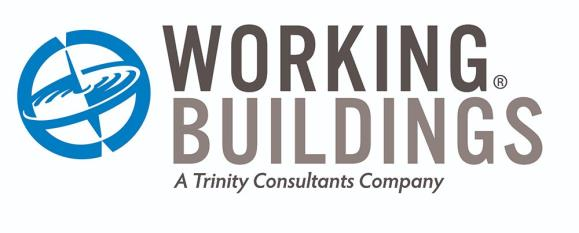 WORKING®
BUILDINGS
A Trinity Consultants Company